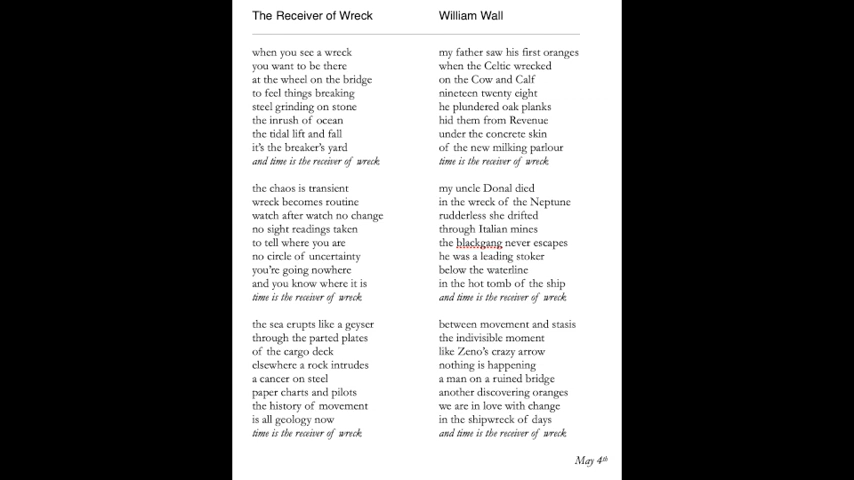 The Receiver of Wreck
William Wall
when you see a wreck
you want to be there
at the wheel on the bridge
to feel things breaking
steel grinding on stone
the inrush of ocean
the tidal lift and fall
it's the breaker's yard
and time is the receiver of wreck
the chaos is transient
wreck becomes routine
watch after watch no change
no sight readings taken
to tell where you are
no circle of uncertainty
you're going nowhere
and you know where it is
time is the receiver of wreck
the sea erupts like a geyser
through the parted plates
of the cargo deck
elsewhere a rock intrudes
a cancer on steel
paper charts and pilots
the history of movement
is all geology now
time is the receiver of wreck
my father saw his first oranges
when the Celtic wrecked
on the Cow and Calf
nineteen twenty eight
he plundered oak planks
hid them from Revenue
under the concrete skin
of the new milking parlour
time is the receiver of wreck
my uncle Donal died
in the wreck of the Neptune
rudderless she drifted
through Italian mines
the blackgang never escapes
he was a leading stoker
below the waterline
in the hot tomb of the ship
and time is the receiver of wreck
between movement and stasis
the indivisible moment
like Zeno's crazy arrow
nothing is happening
a man on a ruined bridge
another discovering oranges
we are in love with change
in the shipwreck of days
and time is the receiver of wreck
May 4th